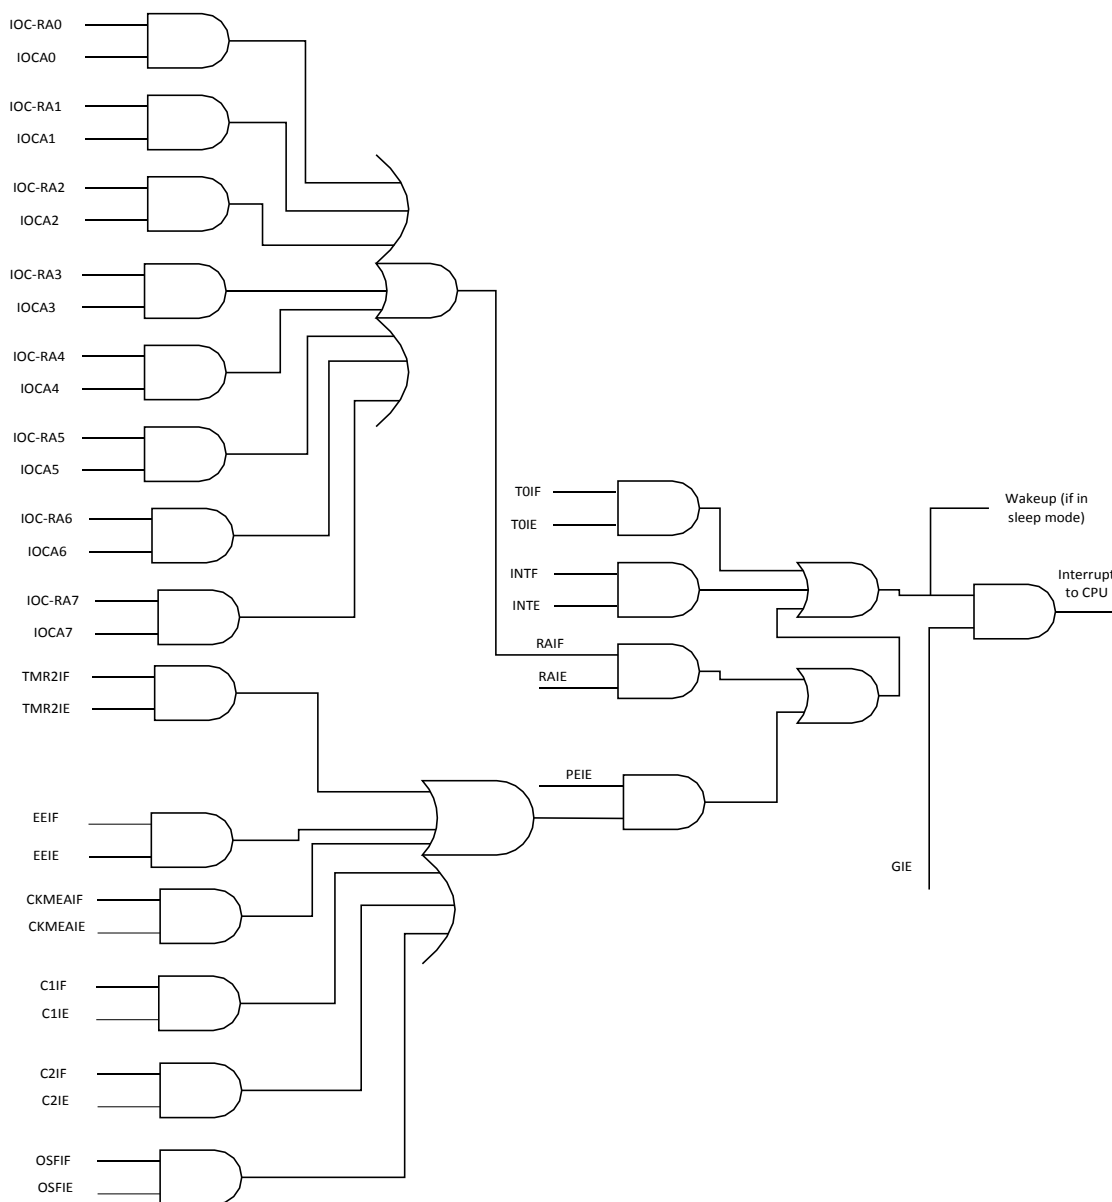 IOC-RA0
IOCA0
IOC-RA1
IOCA1
IOC-RA2
IOCA2
IOC-RA3
IOCA3
IOC-RA4
IOCA4
IOC-RA5
IOCA5
IOC-RA6
IOCA6
IOC-RA7
IOCA7
TMR2IF
TMR2IE
EEIF
EEIE
CKMEAIF
CKMEAIE
C1IF
C1IE
C2IF
C2IE
OSFIF
OSFIE
T0IF
T0IE
INTF
INTE
RAIF
RAIE
PEIE
Wakeup (if in
sleep mode)
Interrupt
to CPU
GIE